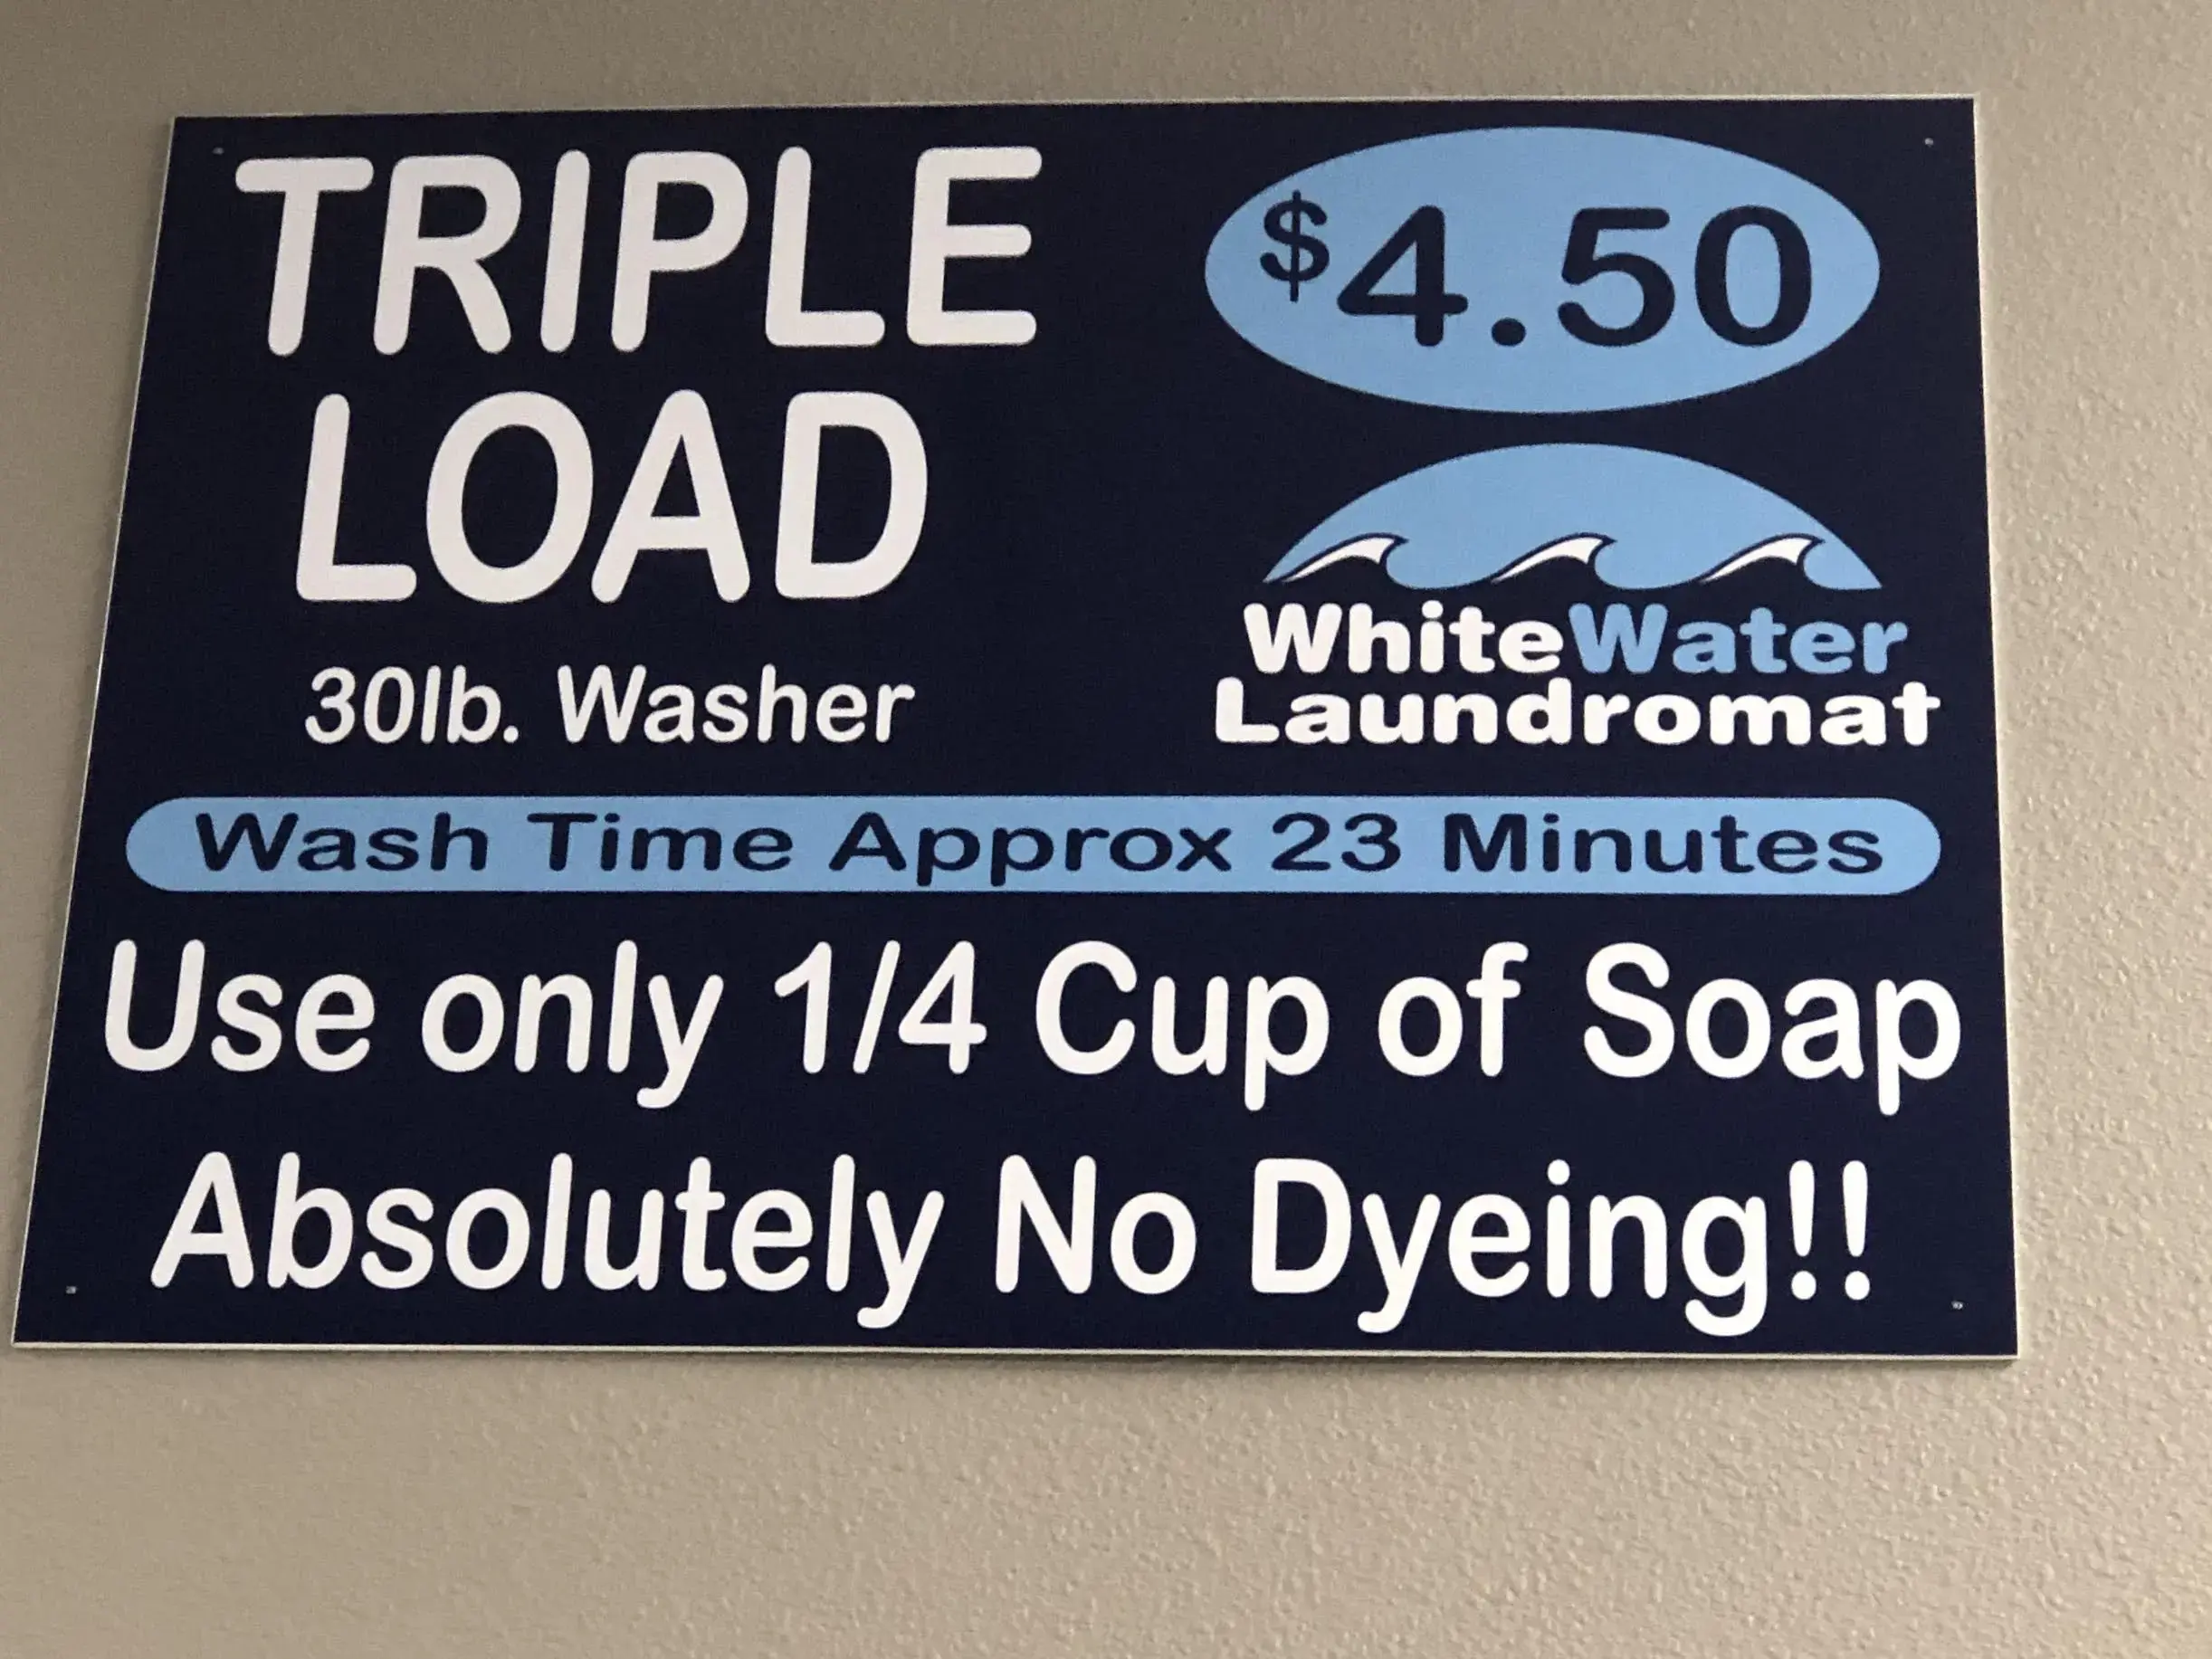 TRIPLE
LOAD
30lb. Washer
$4.50
WhiteWater
Laundromat
Wash Time Approx 23 Minutes
Use only 1/4 Cup of Soap
Absolutely No Dyeing!!